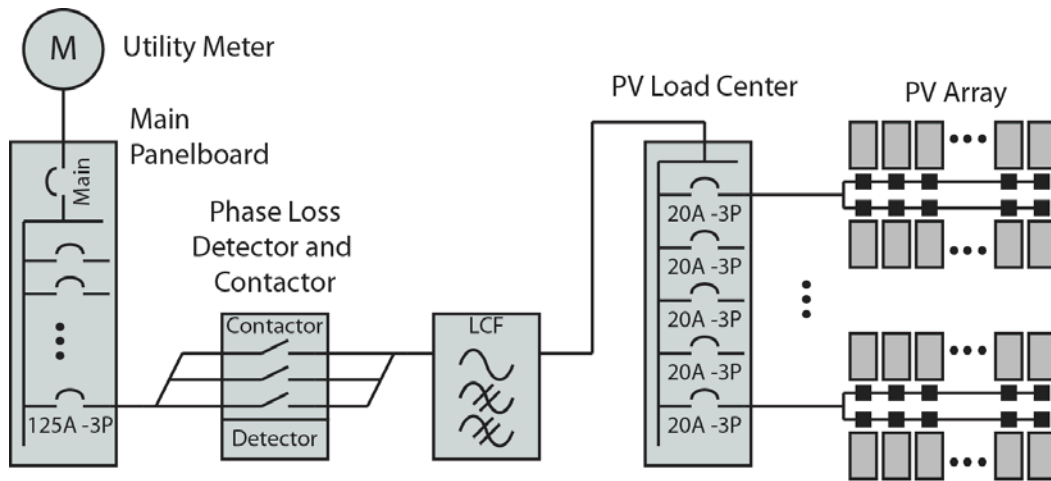 M
Utility Meter
Main
Panelboard
Main
125A -3P
Phase Loss
Detector and
Contactor
Contactor
Detector
LCF
PV Load Center
20A -3P
20A -3P
20A -3P
20A -3P
20A -3P
PV Array